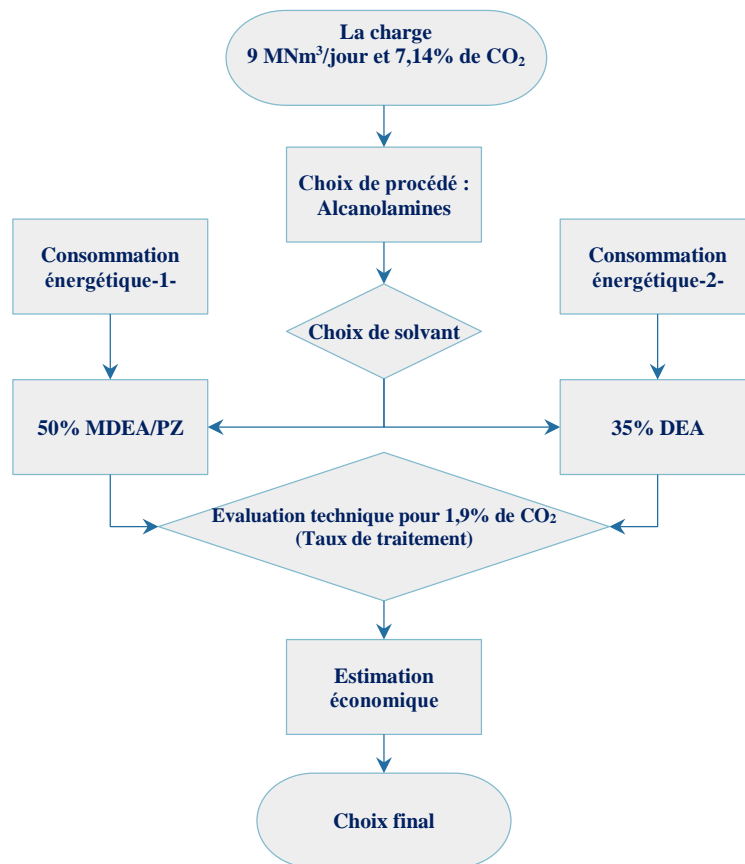 La charge
9 MNm³/jour et 7,14% de CO₂
Choix de procédé :
Alcanolamines
Consommation
énergétique-1-
Consommation
énergétique-2-
Choix de solvant
50% MDEA/PZ
35% DEA
Evaluation technique pour 1,9% de CO₂
(Taux de traitement)
Estimation
économique
Choix final